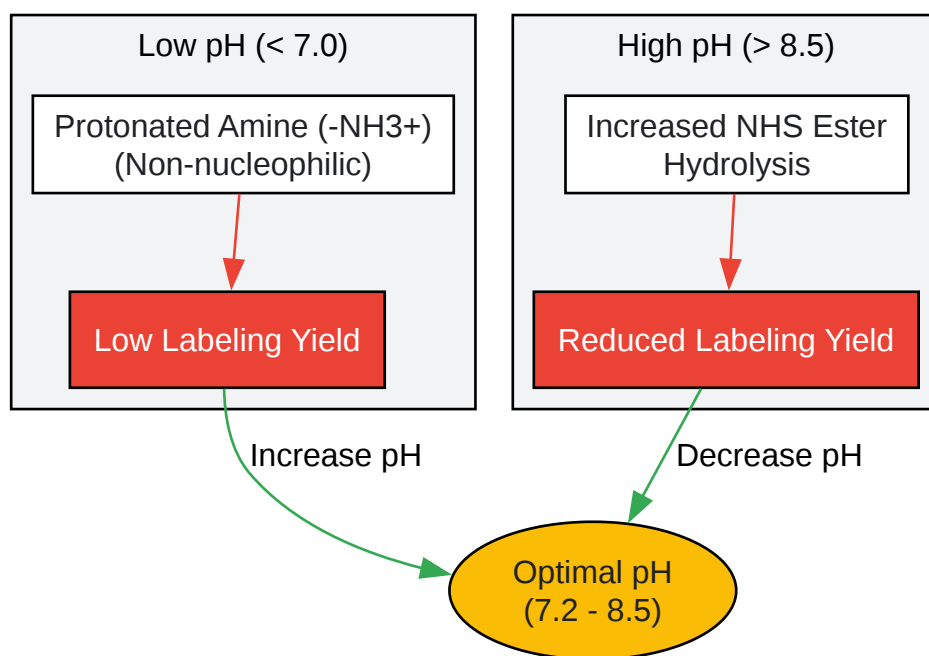 Low pH (< 7.0)
Protonated Amine (-NH3+)
(Non-nucleophilic)
Low Labeling Yield
High pH (> 8.5)
Increased NHS Ester
Hydrolysis
Reduced Labeling Yield
Increase pH
Decrease pH
Optimal pH
(7.2 - 8.5)